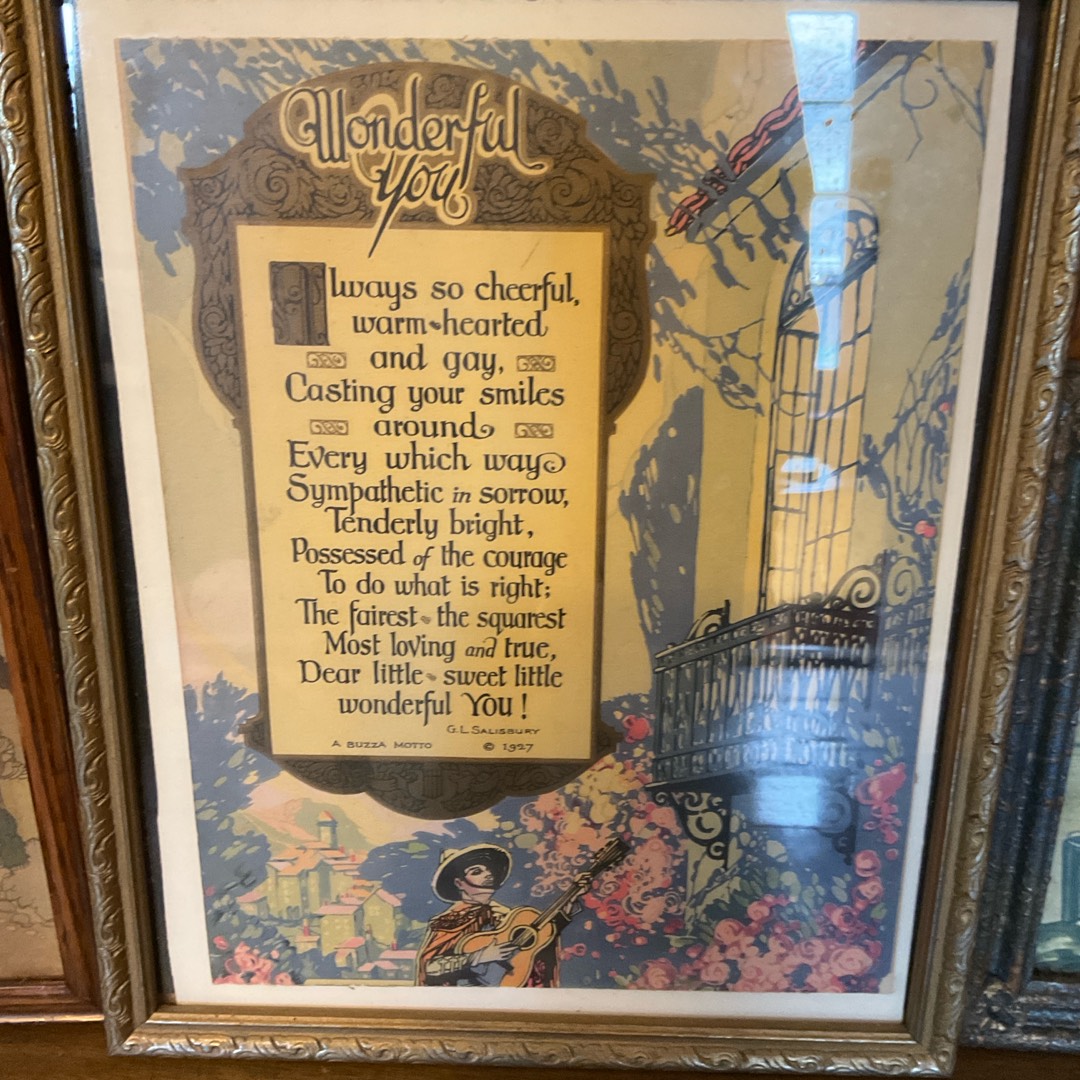 Wonderful
You
Always so cheerful,
warm-hearted
and gay,
Casting your smiles
around
Every which way
Sympathetic in sorrow,
Tenderly bright,
Possessed of the courage
To do what is right;
The fairest - the squarest
Most loving and true,
Dear little - sweet little
wonderful You!
G.L. Salisbury
A BUZZA MOTTO © 1927